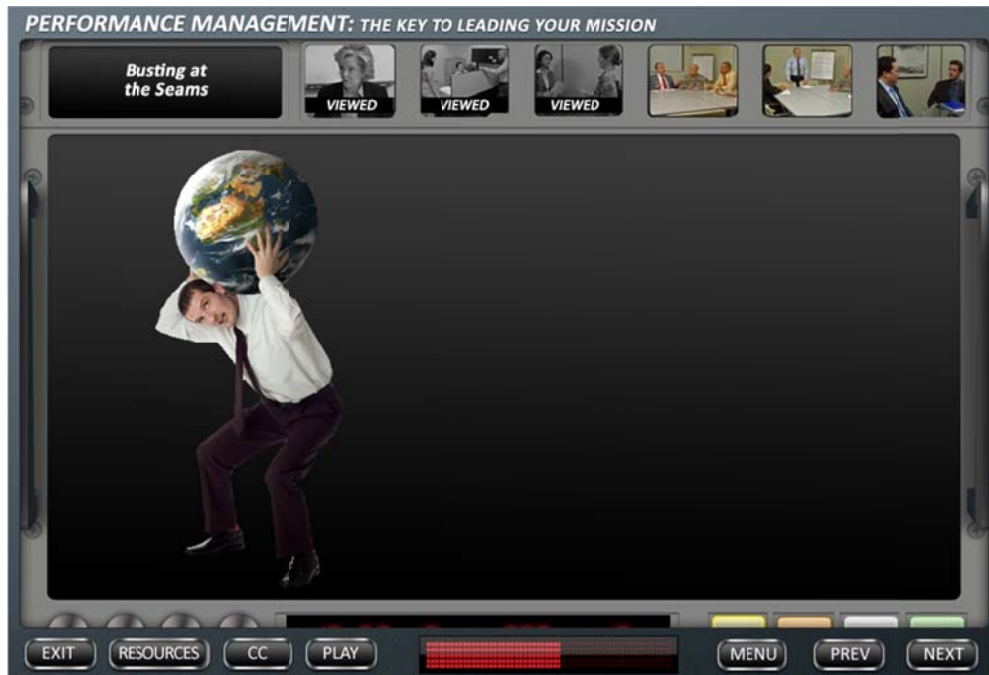 PERFORMANCE MANAGEMENT: THE KEY TO LEADING YOUR MISSION
Busting at
the Seams
VIEWED
VIEWED
VIEWED
EXIT
RESOURCES
CC
PLAY
MENU
PREV
NEXT